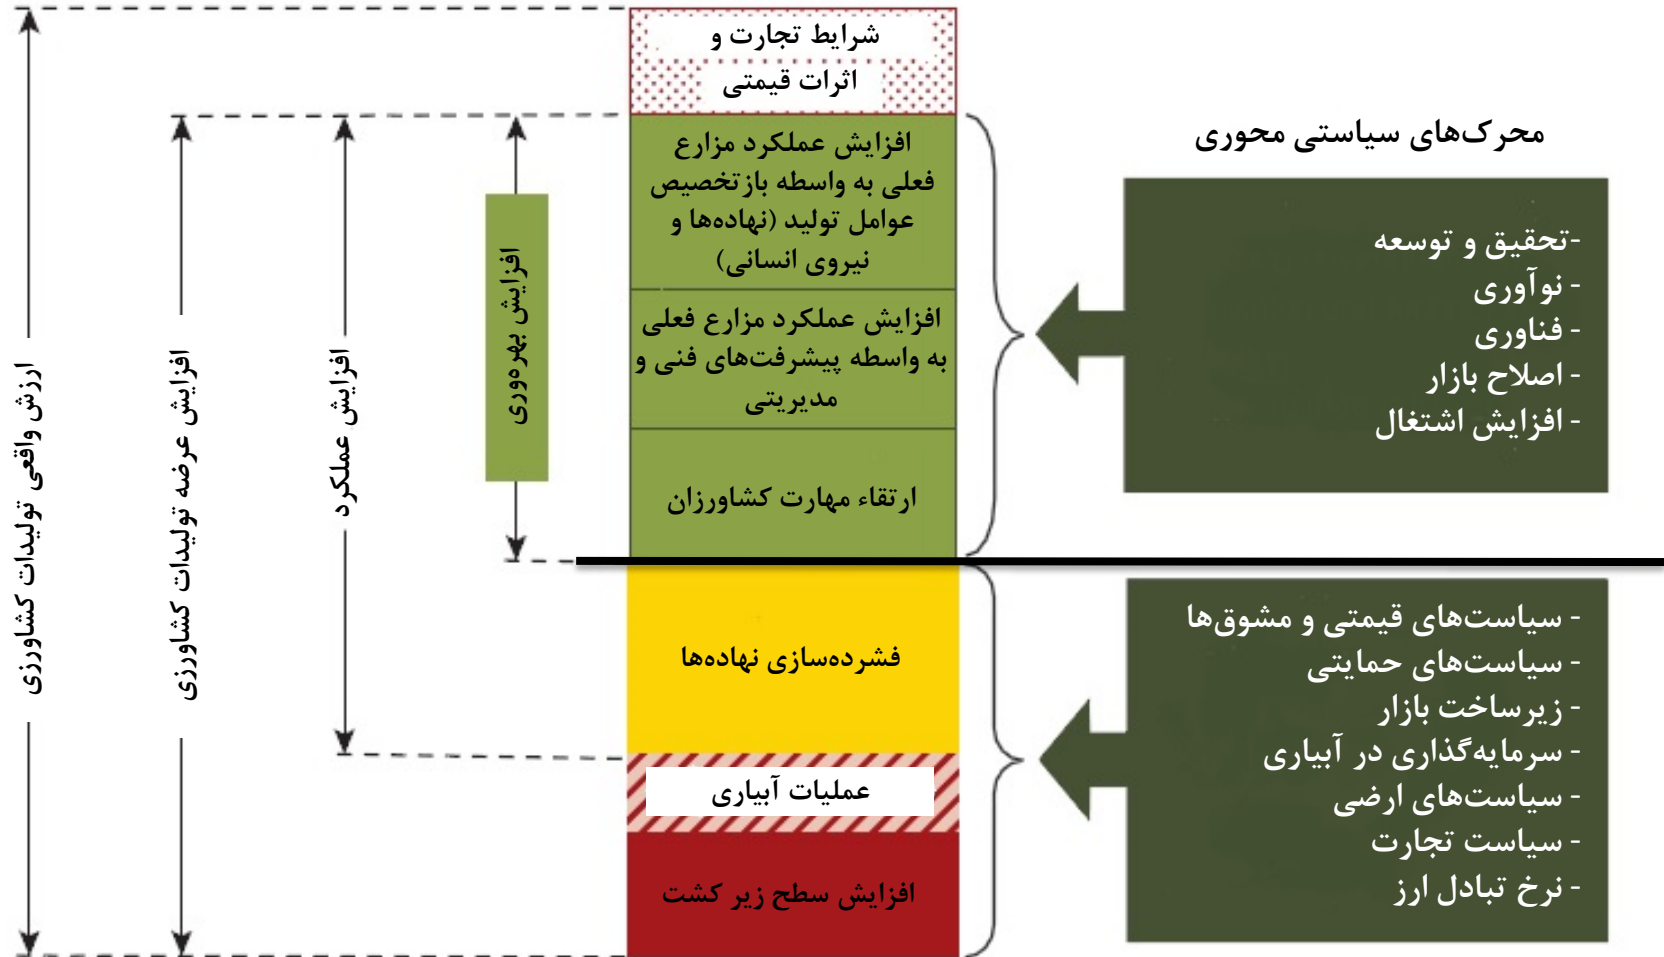 شرایط تجارت و
اثرات قیمتی
افزایش عملکرد مزارع
فعلی به واسطه بازتخصیص
عوامل تولید (نهاده‌ها و
نیروی انسانی)
افزایش عملکرد مزارع فعلی
به واسطه پیشرفت‌های فنی و
مدیریتی
ارتقاء مهارت کشاورزان
فشرده‌سازی نهاده‌ها
عملیات آبیاری
افزایش سطح زیر کشت
محرک‌های سیاستی محوری
-تحقیق و توسعه
- نوآوری
- فناوری
- اصلاح بازار
- افزایش اشتغال
- سیاست‌های قیمتی و مشوق‌ها
- سیاست‌های حمایتی
- زیرساخت بازار
- سرمایه‌گذاری در آبیاری
- سیاست‌های ارضی
- سیاست تجارت
- نرخ تبادل ارز
افزایش بهره‌وری
افزایش عملکرد
افزایش عرضه تولیدات کشاورزی
ارزش واقعی تولیدات کشاورزی